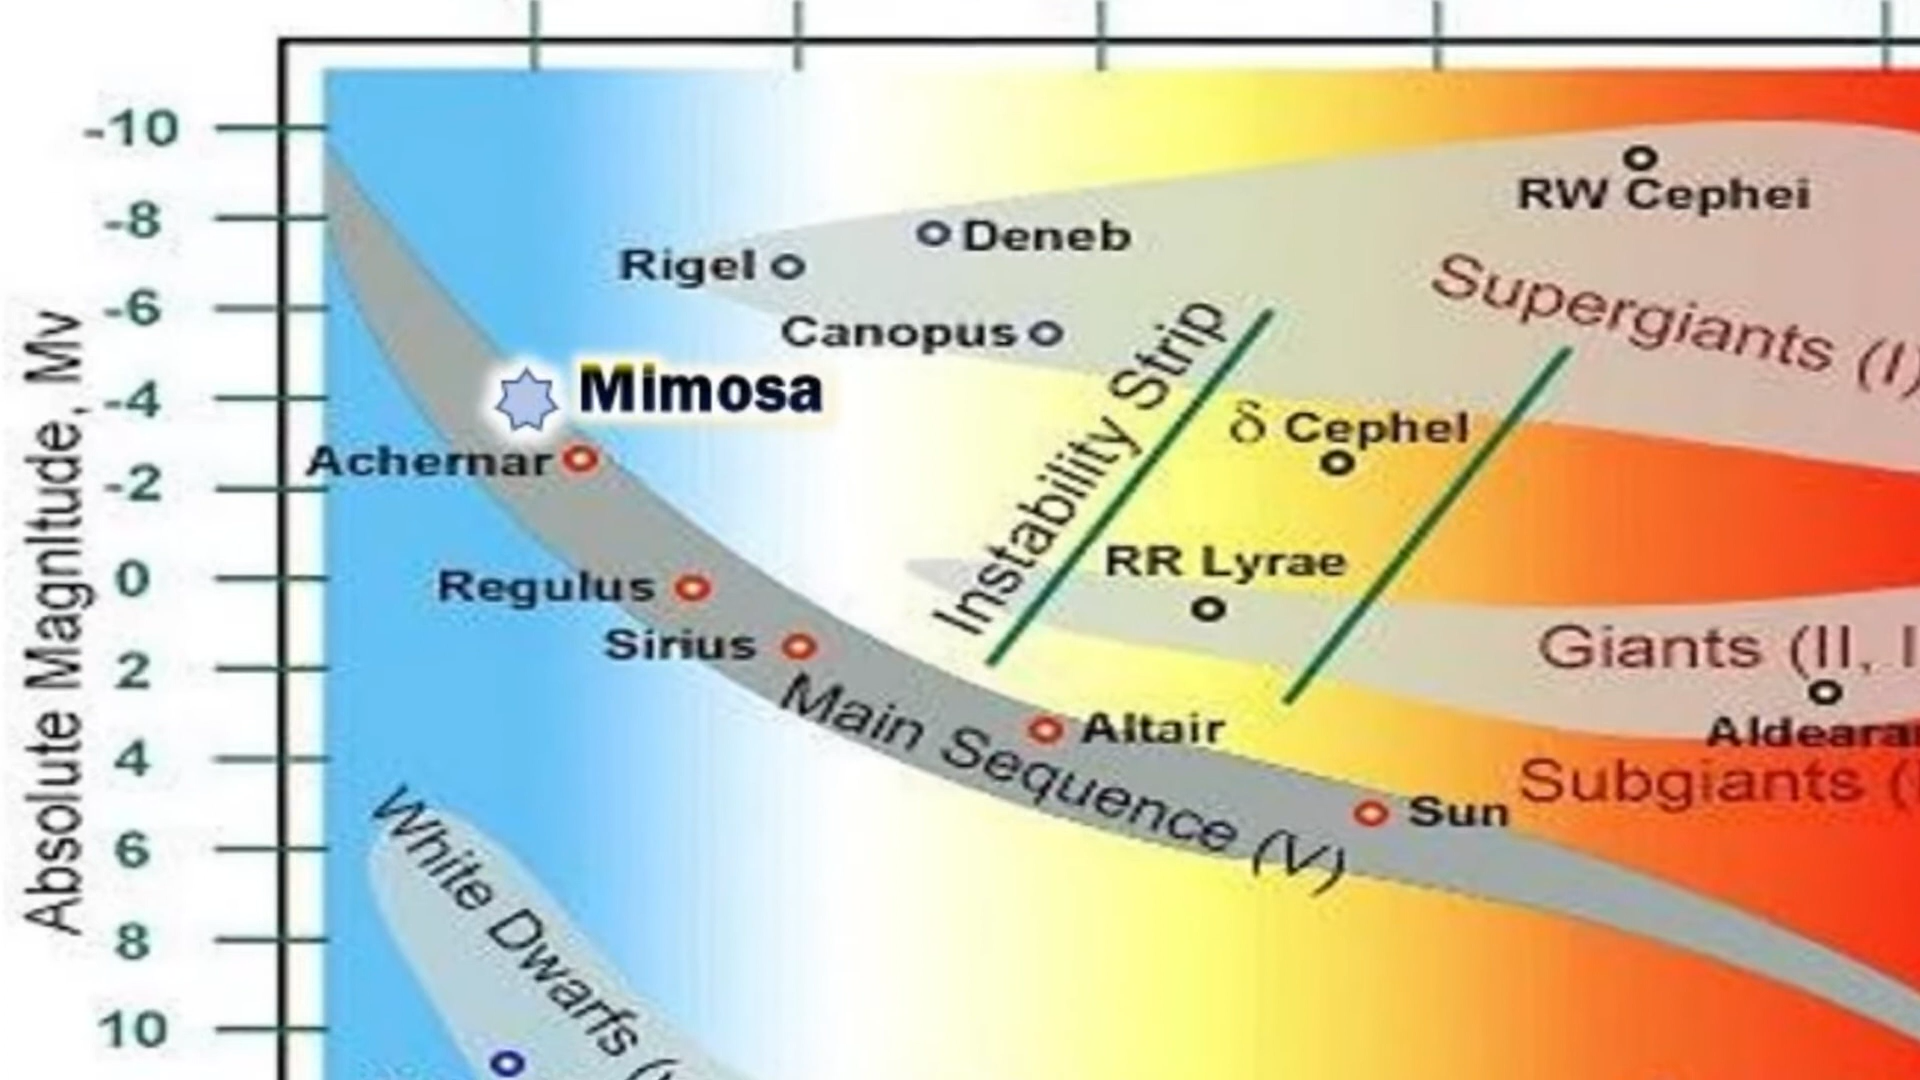 -10
-8
-6
-4
-2
0
2
4
6
8
10
Absolute Magnitude, Mv
RW Cephei
Deneb
Rigel
Supergiants (I)
Canopus
Instability Strip
Mimosa
δ Cephel
Achernar
RR Lyrae
Regulus
Sirius
Giants (II, I
Main Sequence (V)
Altair
Aldeara
Subgiants (
Sun
White Dwarfs (